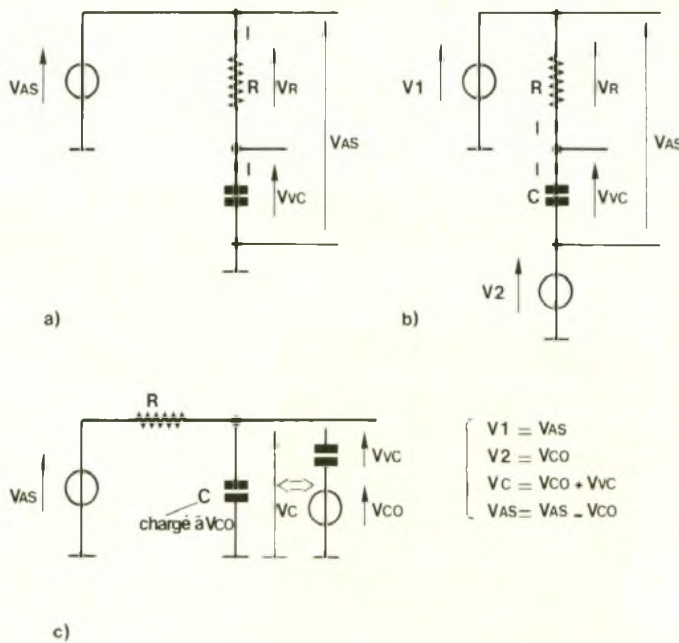 I
VAS
R
VR
VAS
I
VVC
a)
V1
R
VR
I
VAS
I
C
VVC
V2
b)
R
VAS
C
chargé à VCO
VC
VVC
VCO
c)
V1 = VAS
V2 = VCO
VC = VCO + VVC
VAS = VAS - VCO